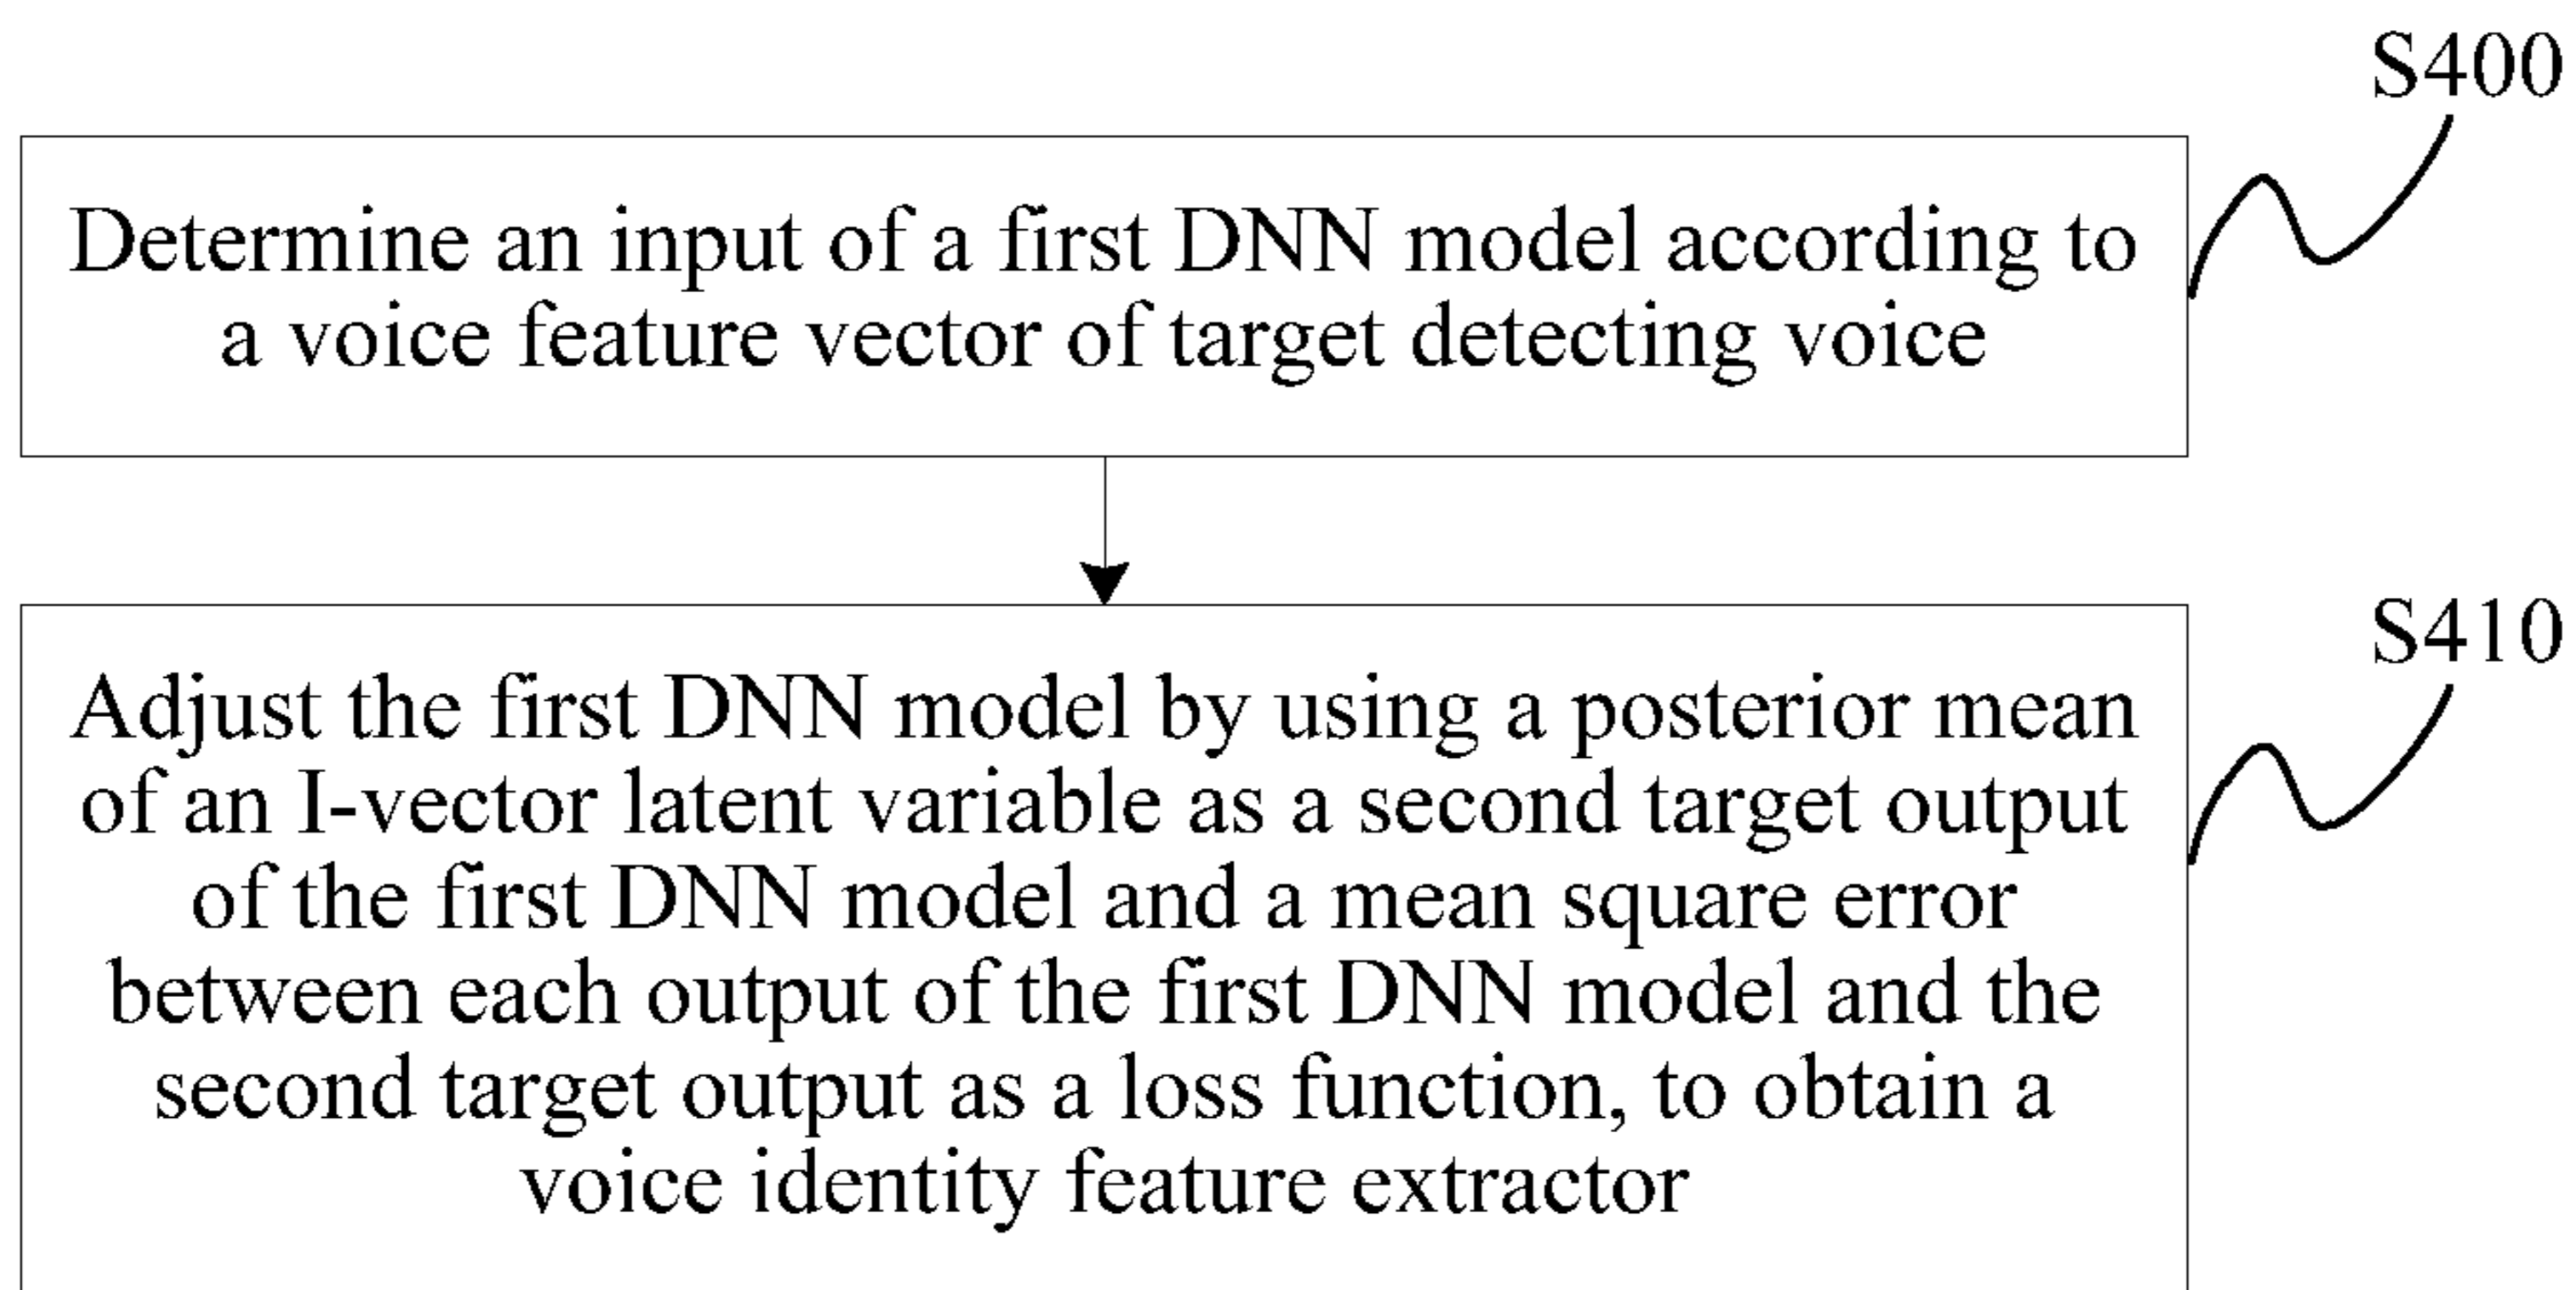 S400
Determine an input of a first DNN model according to
a voice feature vector of target detecting voice
S410
Adjust the first DNN model by using a posterior mean
of an I-vector latent variable as a second target output
of the first DNN model and a mean square error
between each output of the first DNN model and the
second target output as a loss function, to obtain a
voice identity feature extractor